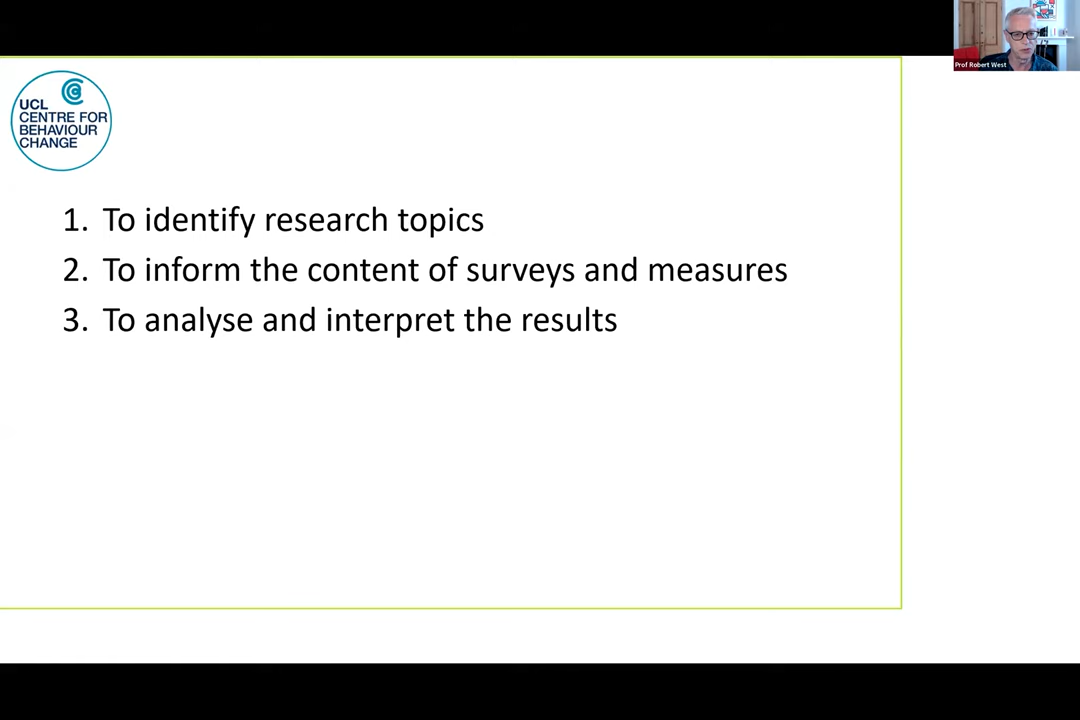 Prof Robert West
UCL
CENTRE FOR
BEHAVIOUR
CHANGE
1. To identify research topics
2. To inform the content of surveys and measures
3. To analyse and interpret the results